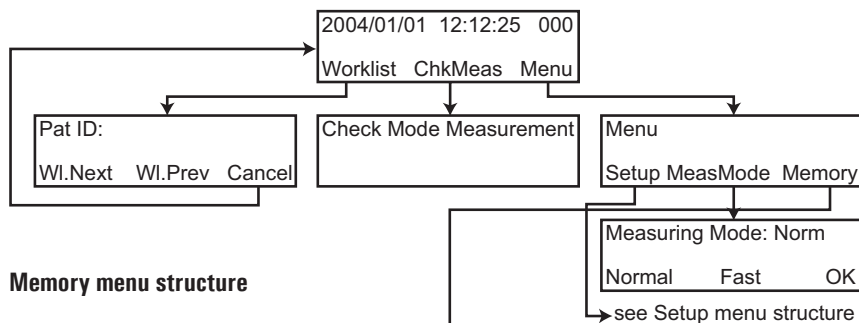 2004/01/01 12:12:25 000
Worklist ChkMeas Menu
Pat ID:
Wl.Next Wl.Prev Cancel
Check Mode Measurement
Menu
Setup MeasMode Memory
Measuring Mode: Norm
Normal Fast OK
Memory menu structure
see Setup menu structure